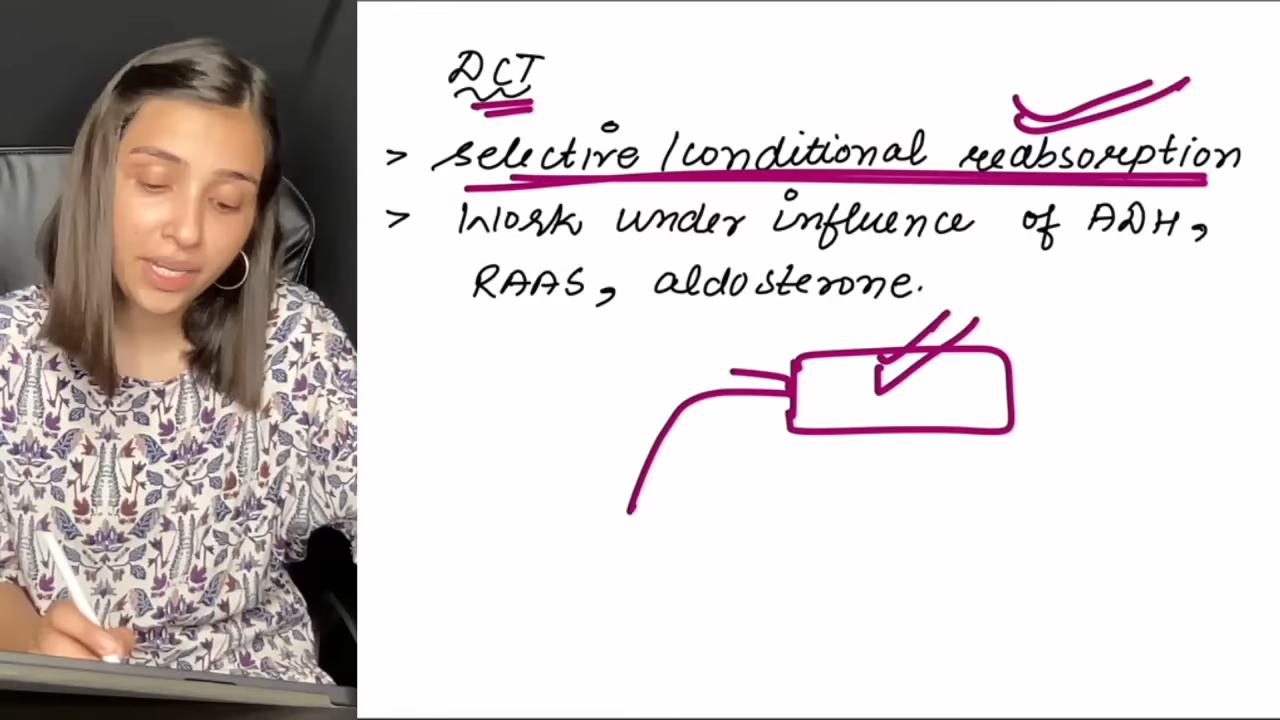 DCT
> selective /conditional reabsorption
> Work under influence of ADH,
RAAS, aldosterone.